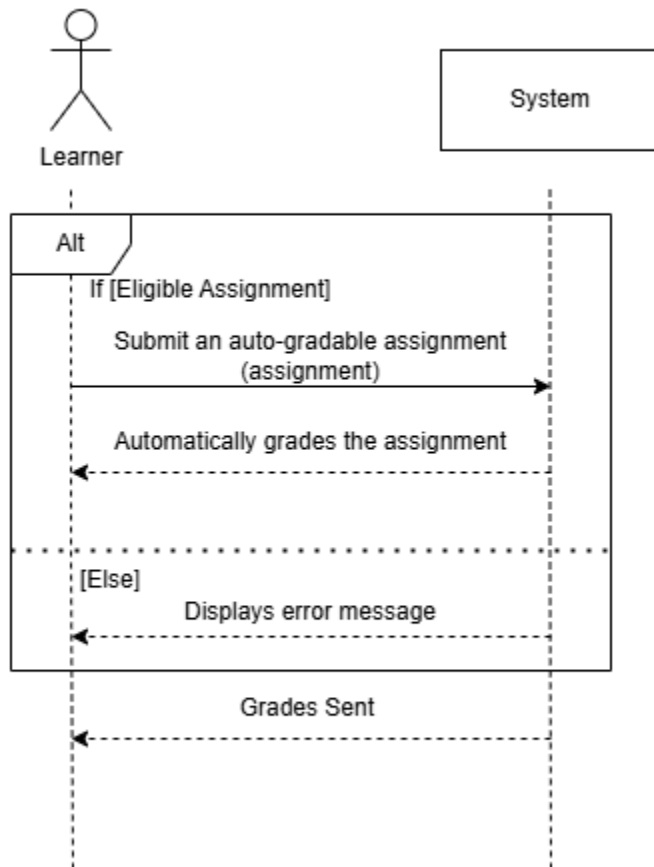 Learner
System
Alt
If [Eligible Assignment]
Submit an auto-gradable assignment
(assignment)
Automatically grades the assignment
[Else]
Displays error message
Grades Sent